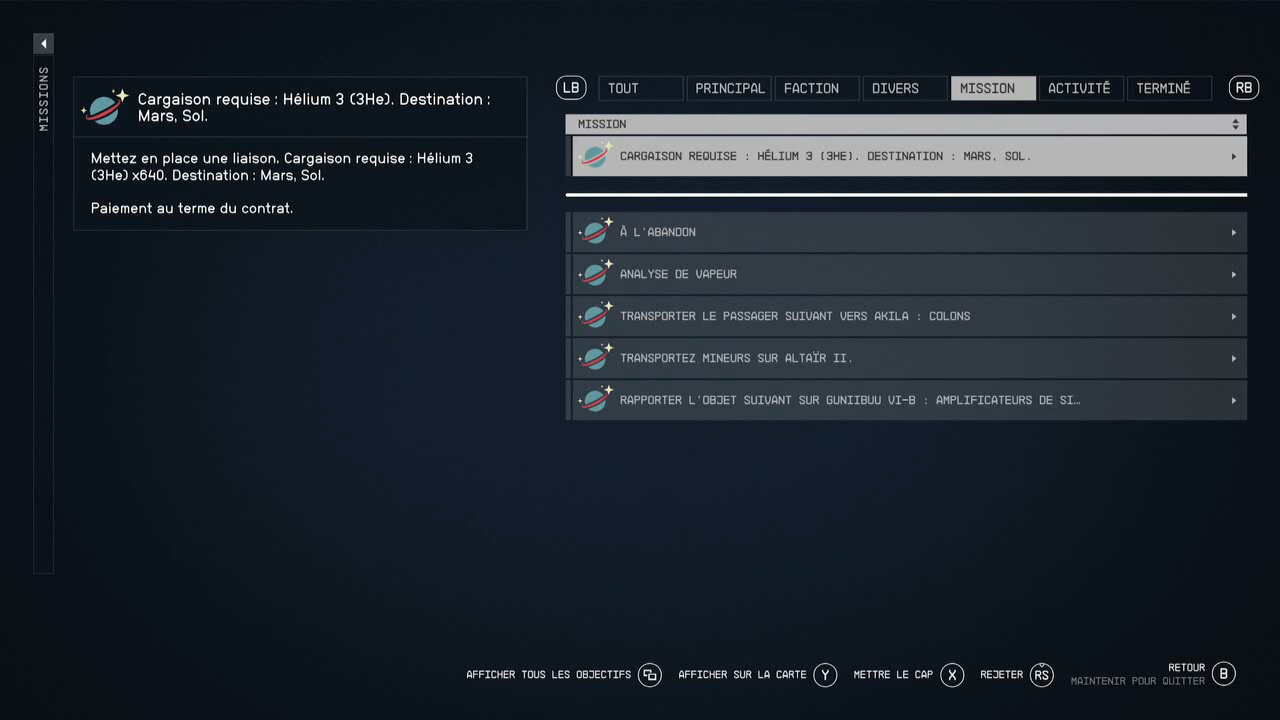 MISSIONS
Cargaison requise : Hélium 3 (3He). Destination :
Mars, Sol.
Mettez en place une liaison. Cargaison requise : Hélium 3
(3He) x640. Destination : Mars, Sol.
Paiement au terme du contrat.
LB TOUT PRINCIPAL FACTION DIVERS MISSION ACTIVITÉ TERMINÉ RB
MISSION
CARGAISON REQUISE : HÉLIUM 3 (3HE). DESTINATION : MARS, SOL.
À L'ABANDON
ANALYSE DE VAPEUR
TRANSPORTER LE PASSAGER SUIVANT VERS AKILA : COLONS
TRANSPORTEZ MINEURS SUR ALTAÏR II.
RAPPORTER L'OBJET SUIVANT SUR GUNIIBUU VI-B : AMPLIFICATEURS DE SI…
AFFICHER TOUS LES OBJECTIFS AFFICHER SUR LA CARTE Y METTRE LE CAP X REJETER RS RETOUR B
MAINTENIR POUR QUITTER